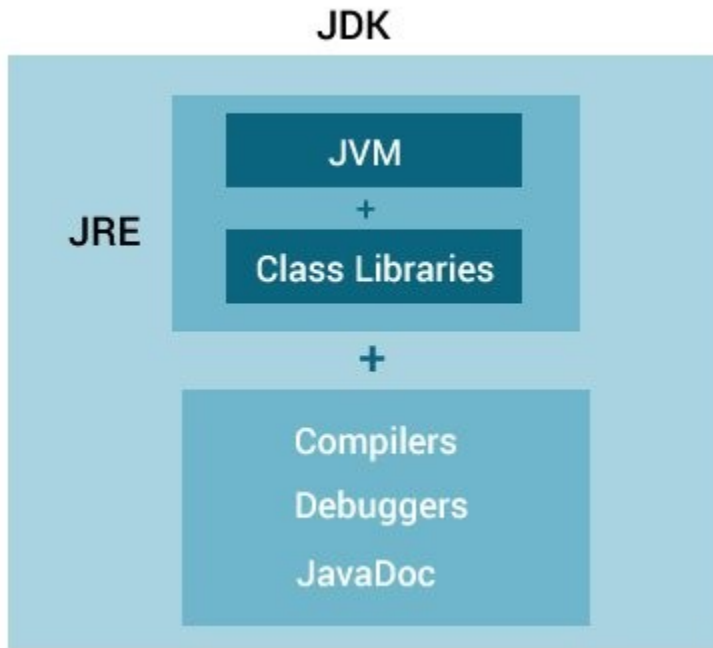 JDK
JVM
+
JRE
Class Libraries
+
Compilers
Debuggers
JavaDoc